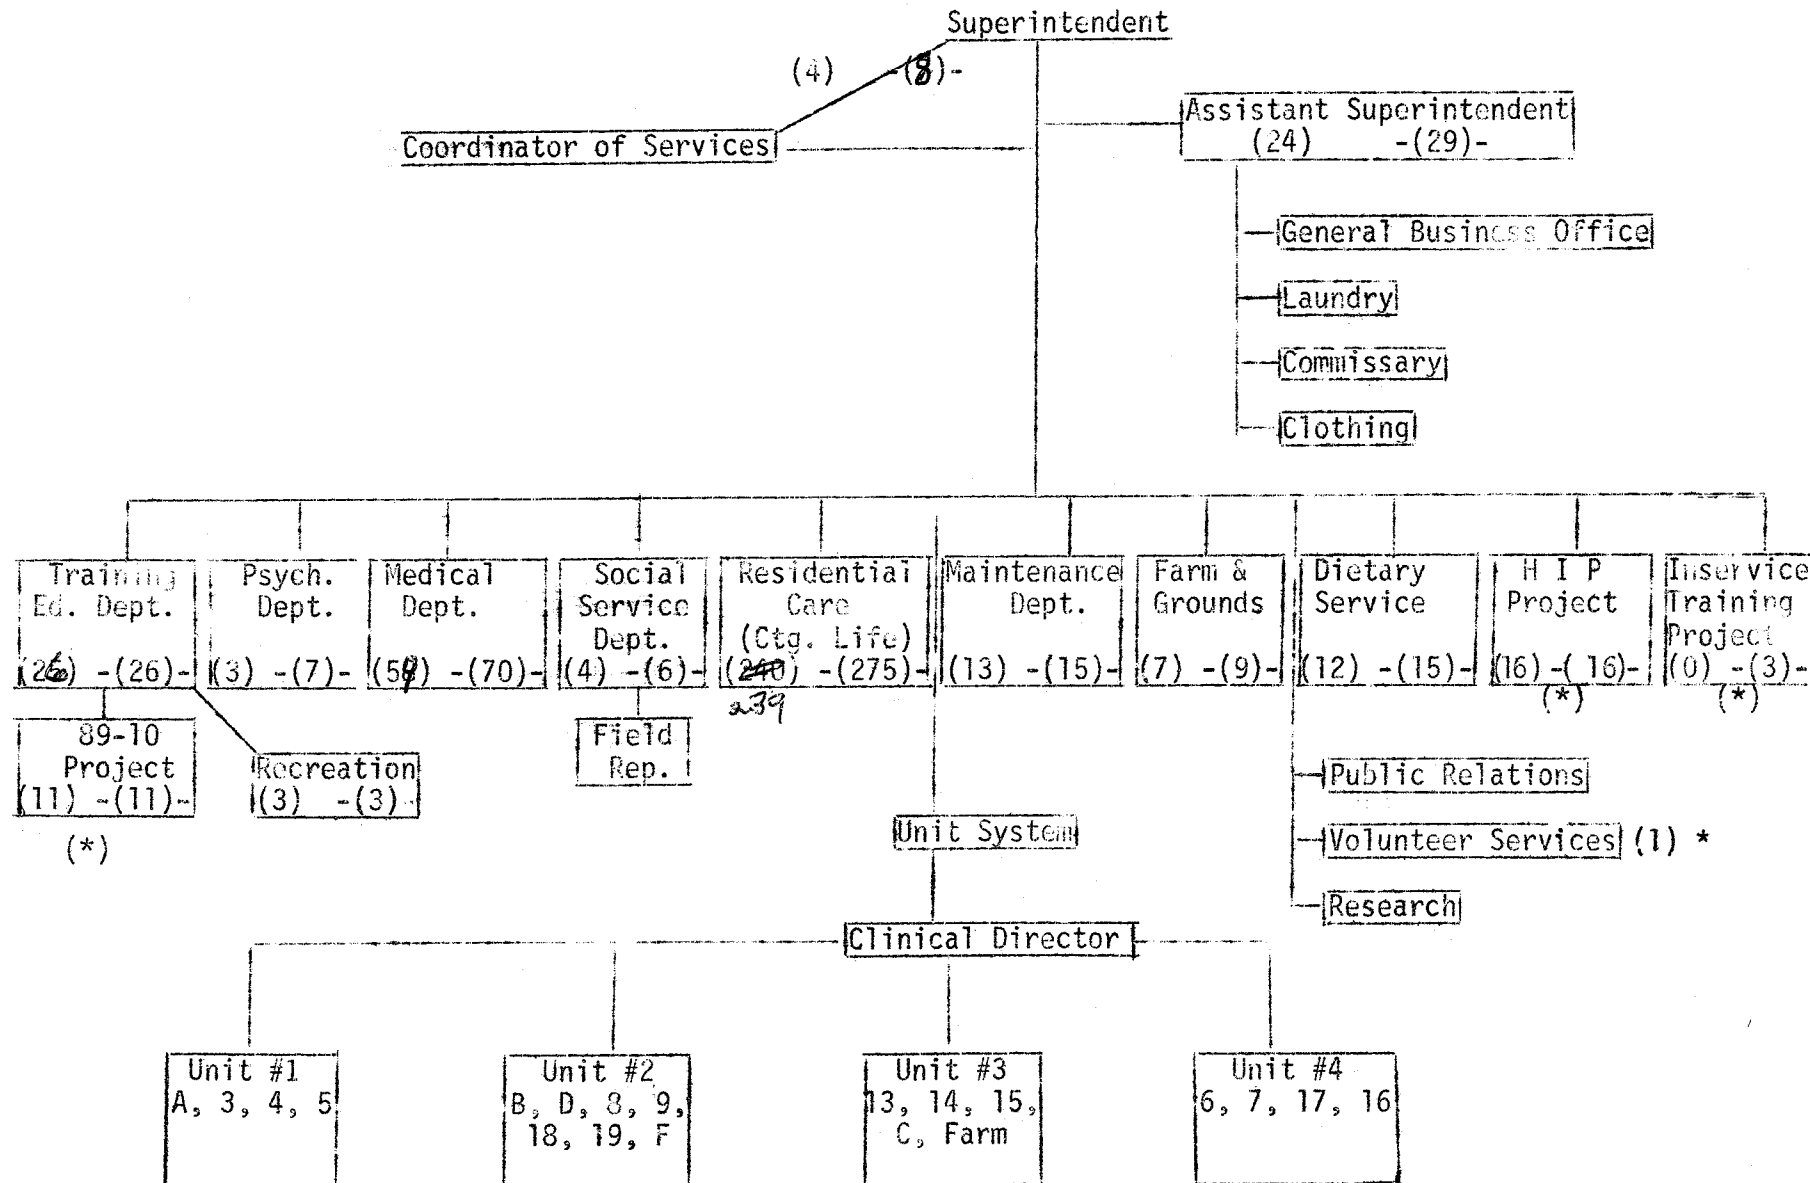 Superintendent
(4) -( )-
Coordinator of Services
Assistant Superintendent
(24) -(29)-
General Business Office
Laundry
Commissary
Clothing
Training
Ed. Dept.
(26) -(26)-
Psych.
Dept.
(3) -(7)-
Medical
Dept.
-(70)-
Social
Service
Dept.
(4) -(6)-
Residential
Care
(Ctg. Life)
(240) -(275)-
239
Maintenance
Dept.
(13) -(15)-
Farm &
Grounds
(7) -(9)-
Dietary
Service
(12) -(15)-
H I P
Project
(16) -( 16)-
(*)
Inservice
Training
Project
(0) -(3)-
(*)
89-10
Project
(11) -(11)-
(*)
Recreation
(3) -(3)-
Field
Rep.
Public Relations
Volunteer Services (1) *
Research
Unit System
Clinical Director
Unit #1
A, 3, 4, 5
Unit #2
B, D, 8, 9,
18, 19, F
Unit #3
13, 14, 15,
C, Farm
Unit #4
6, 7, 17, 16